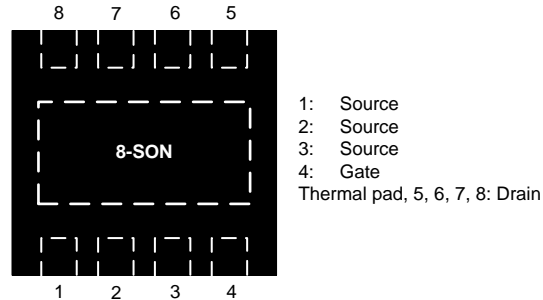 8 7 6 5
8-SON
1: Source
2: Source
3: Source
4: Gate
Thermal pad, 5, 6, 7, 8: Drain
1 2 3 4